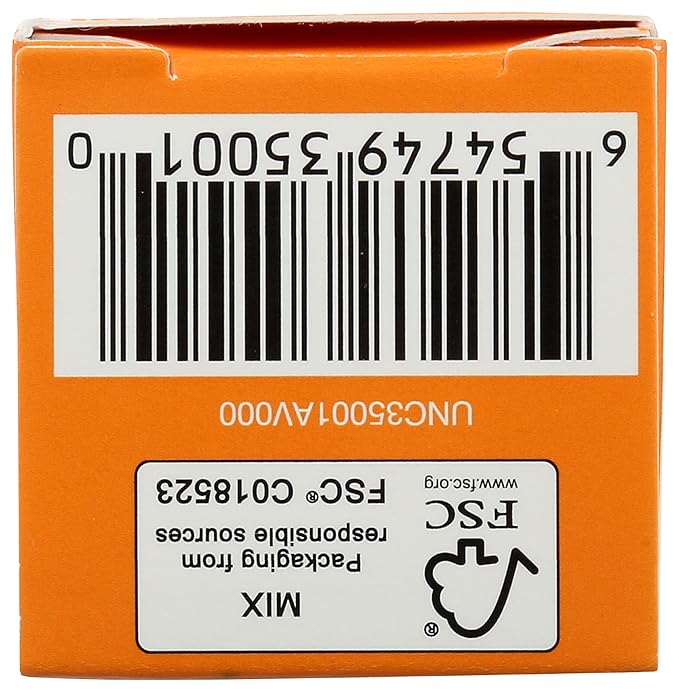 ®
MIX
Packaging from
responsible sources
FSC
www.fsc.org
FSC® C018523
UNC35001AV000
6 54749 35001 0